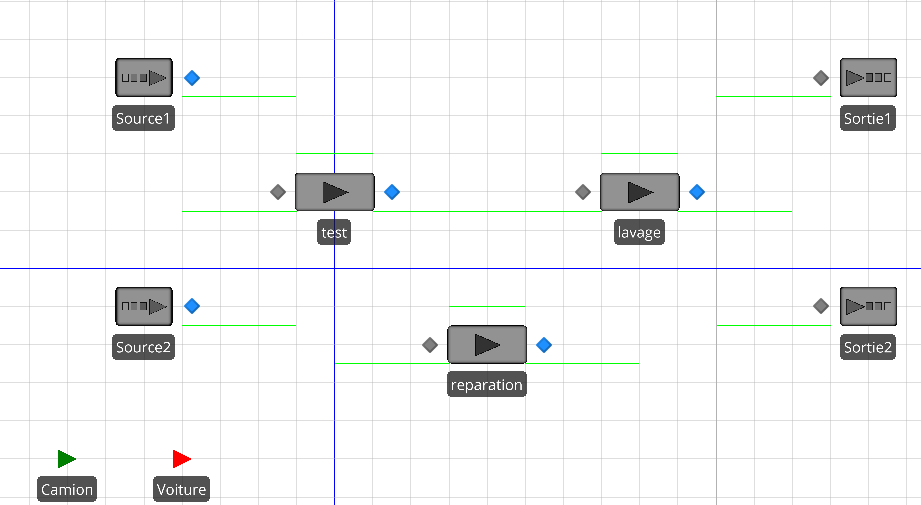 Source1
Sortie1
test
lavage
Source2
Sortie2
reparation
Camion
Voiture